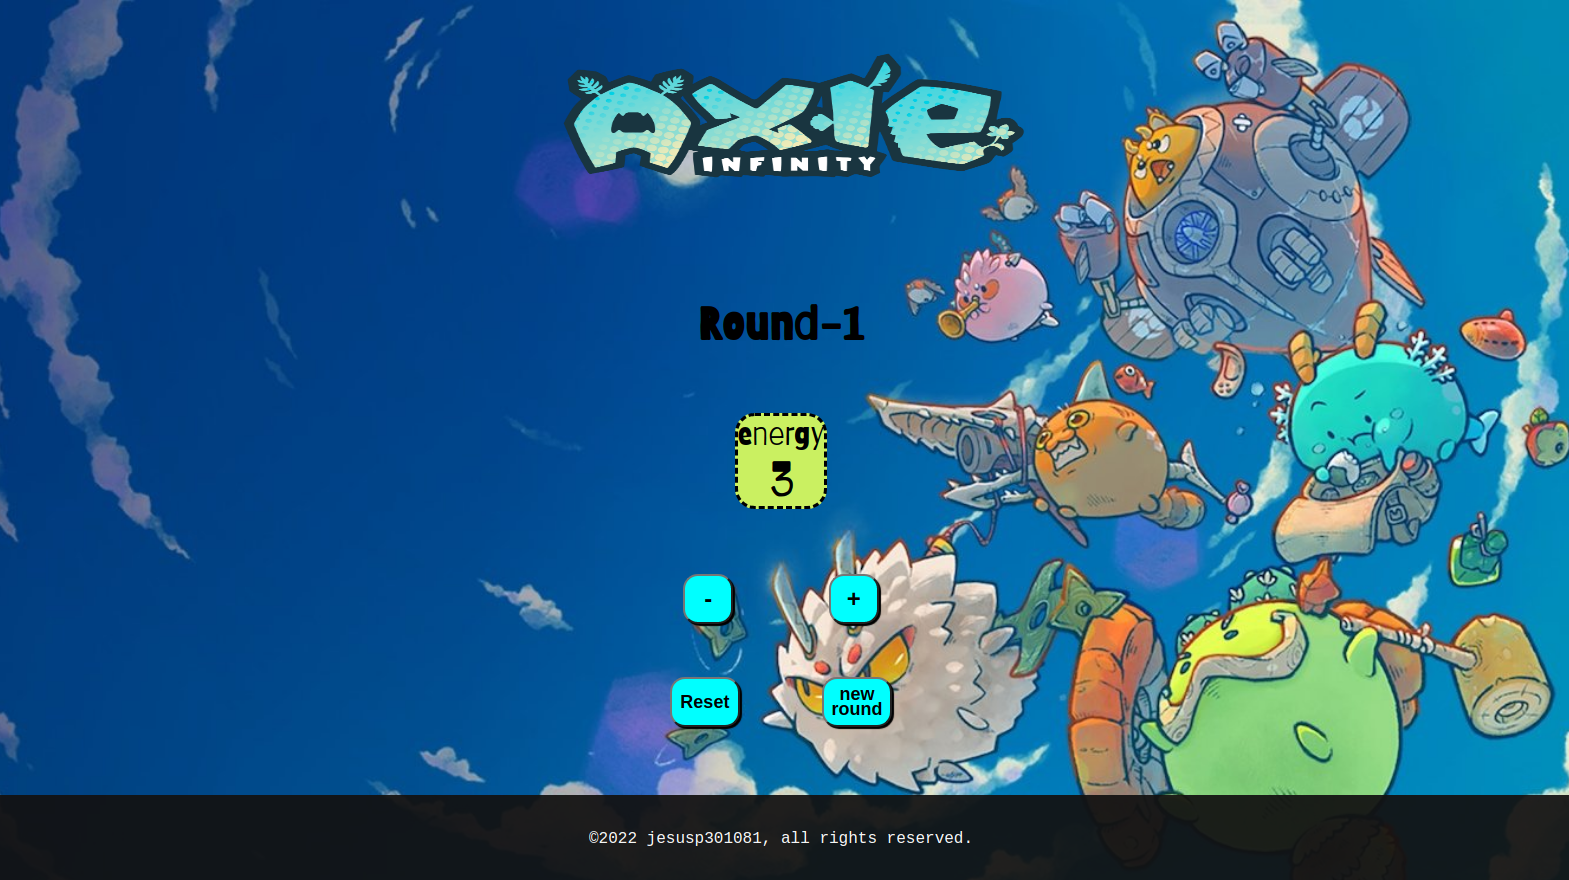 axie
INFINITY
Round-1
energy
3
-
+
Reset
new
round
©2022 jesusp301081, all rights reserved.